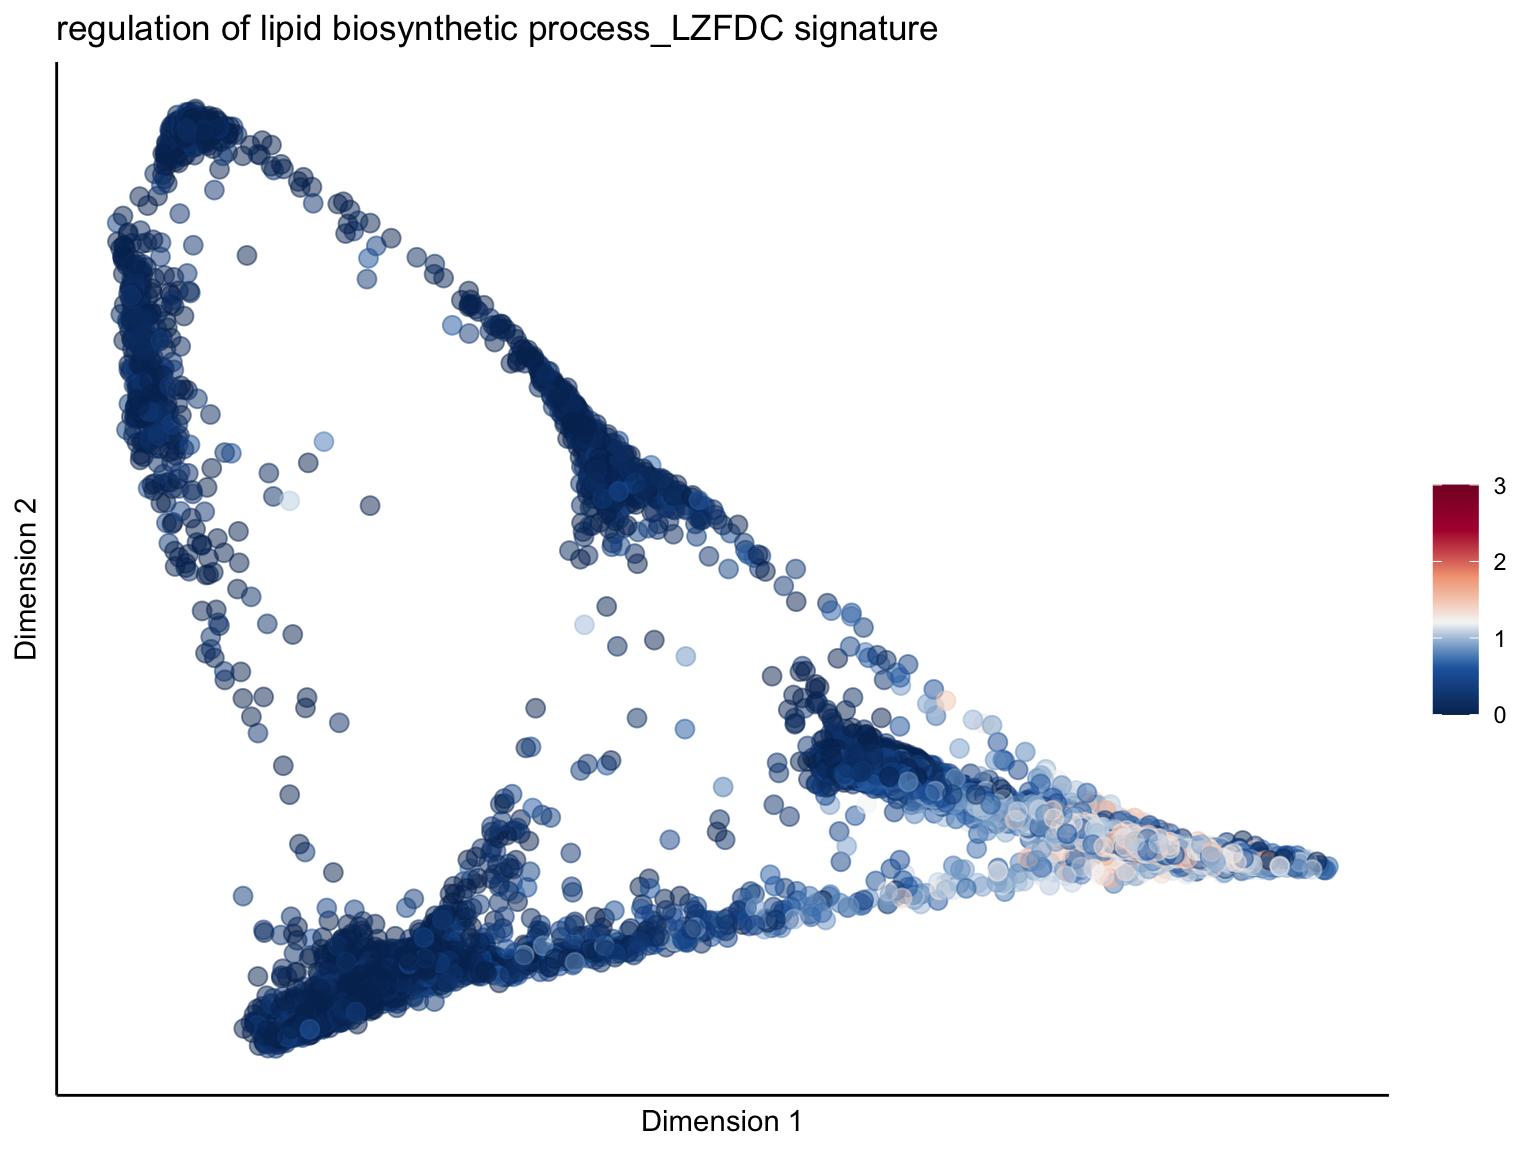 regulation of lipid biosynthetic process_LZFDC signature
Dimension 2
3
2
1
0
Dimension 1